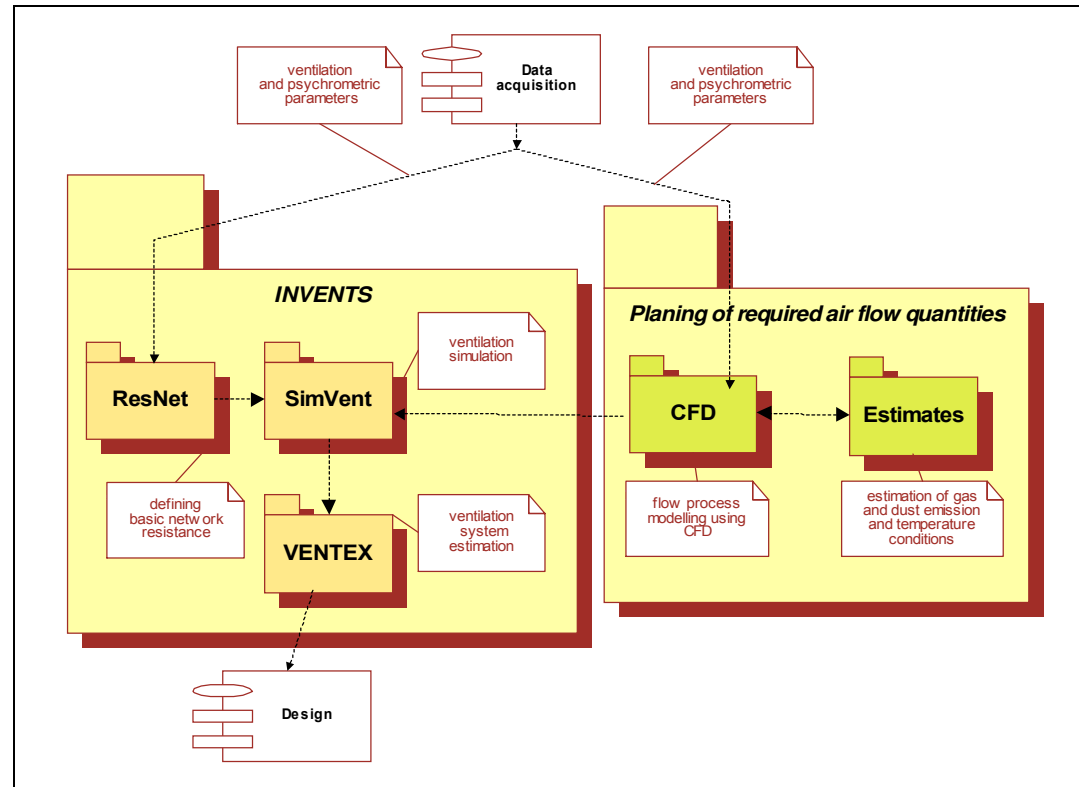 ventilation
and psychrometric
parameters
Data
acquisition
ventilation
and psychrometric
parameters
INVENTS
Planing of required air flow quantities
ventilation
simulation
ResNet
SimVent
CFD
Estimates
defining
basic network
resistance
VENTEX
ventilation
system
estimation
flow process
modelling using
CFD
estimation of gas
and dust emission
and temperature
conditions
Design